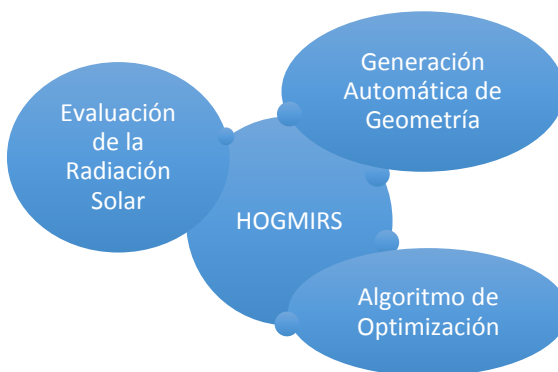 Evaluación
de la
Radiación
Solar
Generación
Automática de
Geometría
HOGMIRS
Algoritmo de
Optimización